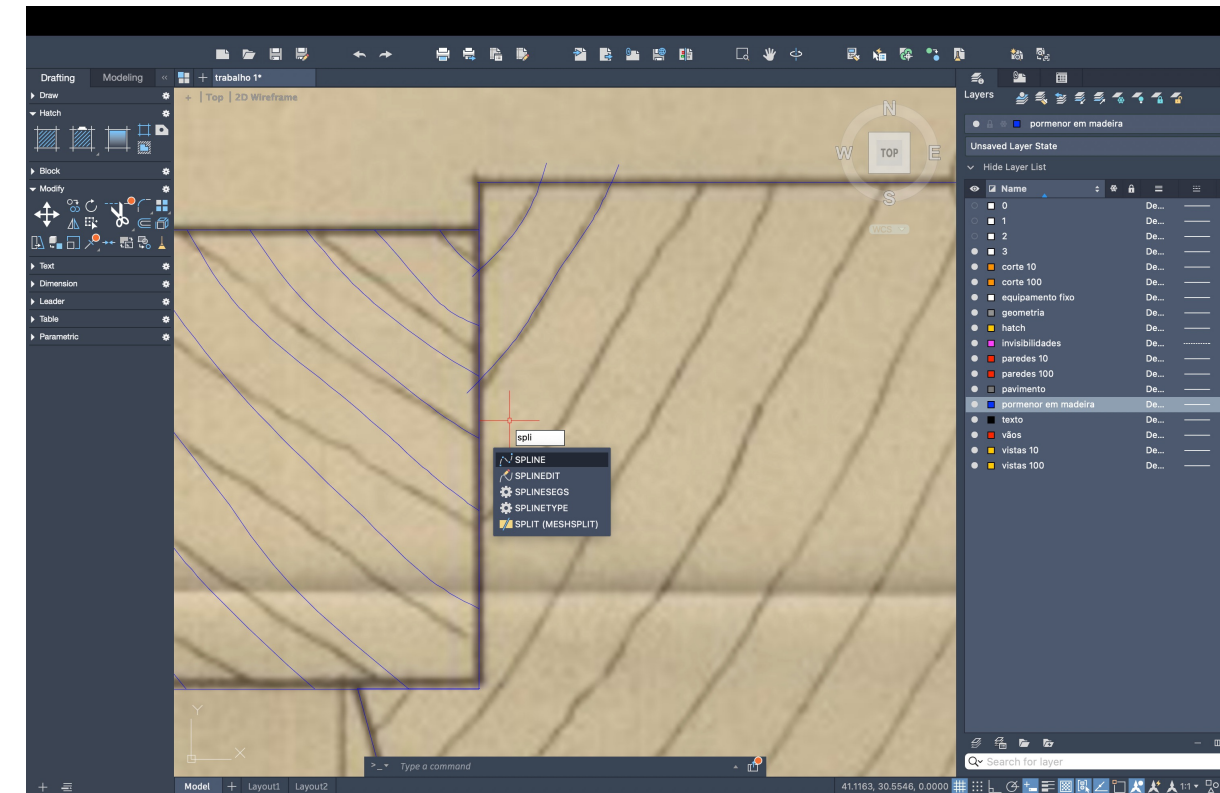 Drafting Modeling
trabalho 1*
Draw
Hatch
Block
Modify
Text
Dimension
Leader
Table
Parametric
+ | Top | 2D Wireframe
N
W TOP E
S
WCS
spli
SPLINE
SPLINEDIT
SPLINESEGS
SPLINETYPE
SPLIT (MESHSPLIT)
Y
X
>_ Type a command
Model + Layout1 Layout2
41.1163, 30.5546, 0.0000
1:1
Layers
pormenor em madeira
Unsaved Layer State
Hide Layer List
Name
0 De...
1 De...
2 De...
3 De...
corte 10 De...
corte 100 De...
equipamento fixo De...
geometria De...
hatch De...
invisibilidades De...
paredes 10 De...
paredes 100 De...
pavimento De...
pormenor em madeira De...
texto De...
vãos De...
vistas 10 De...
vistas 100 De...
Search for layer